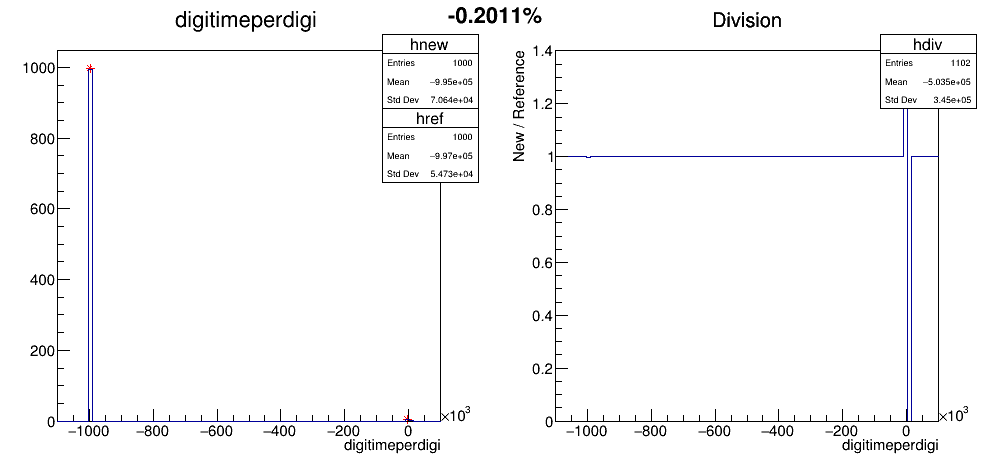 -0.2011%
digitimeperdigi
hnew
Entries 1000
Mean −9.95e+05
Std Dev 7.064e+04
href
Entries 1000
Mean −9.97e+05
Std Dev 5.473e+04
1000
800
600
400
200
0
−1000 −800 −600 −400 −200 0
×10³
digitimeperdigi
Division
hdiv
Entries 1102
Mean −5.035e+05
Std Dev 3.45e+05
New / Reference
1.4
1.2
1
0.8
0.6
0.4
0.2
0
−1000 −800 −600 −400 −200 0
×10³
digitimeperdigi